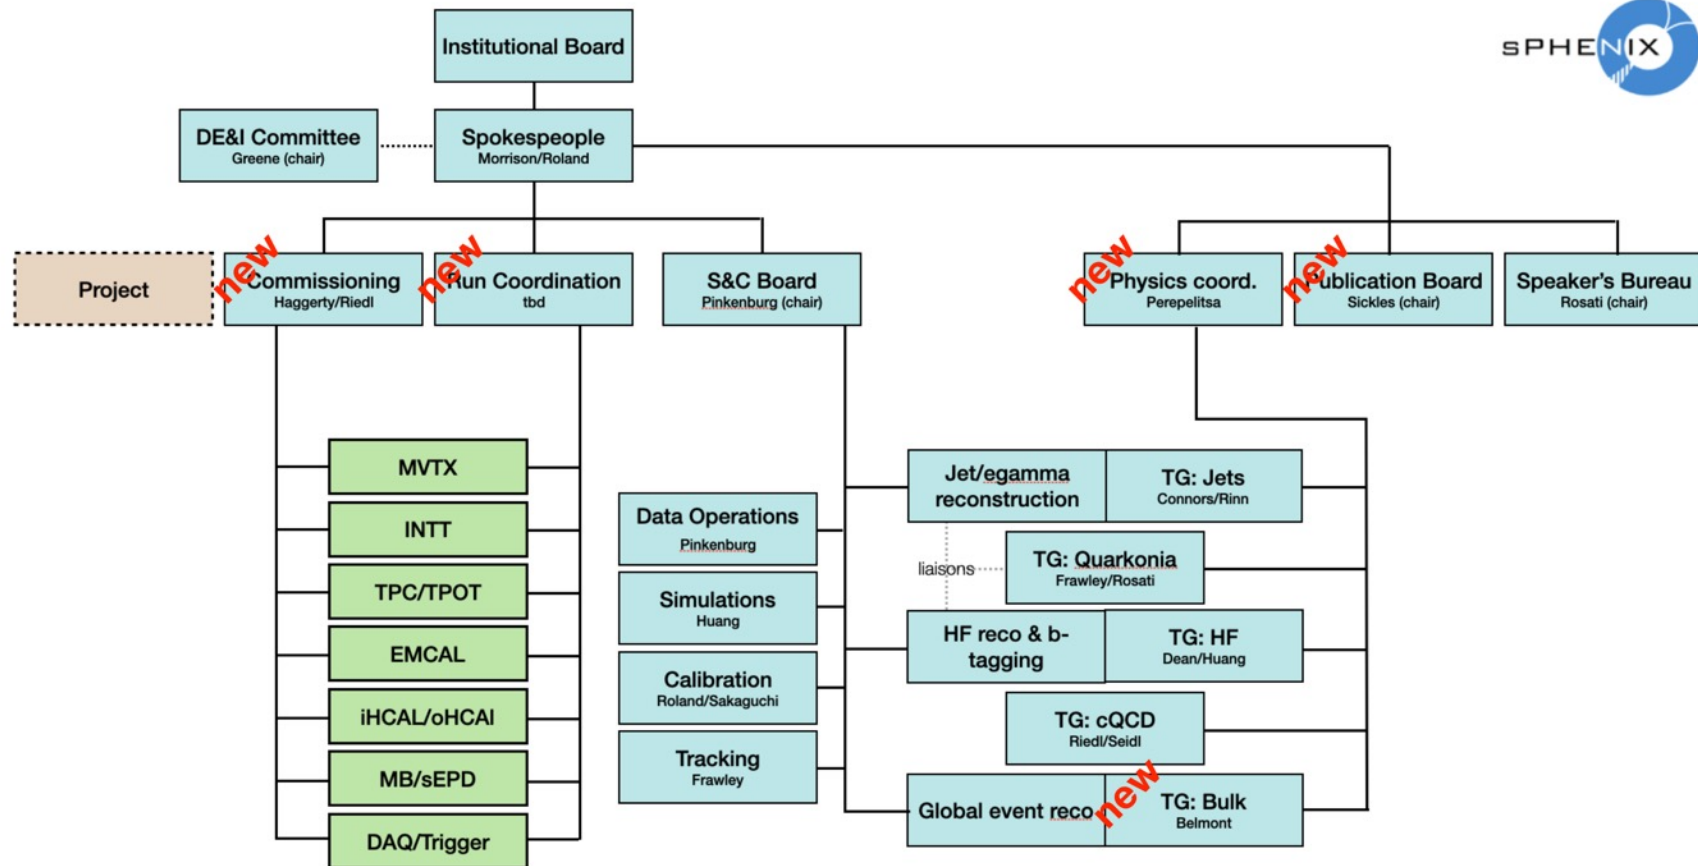 Institutional Board
sPHENIX
DE&I Committee
Greene (chair)
Spokespeople
Morrison/Roland
Project
new
Commissioning
Haggerty/Riedl
new
Run Coordination
tbd
S&C Board
Pinkenburg (chair)
new
Physics coord.
Perepelitsa
new
Publication Board
Sickles (chair)
Speaker's Bureau
Rosati (chair)
MVTX
INTT
TPC/TPOT
EMCAL
iHCAL/oHCAl
MB/sEPD
DAQ/Trigger
Data Operations
Pinkenburg
Simulations
Huang
Calibration
Roland/Sakaguchi
Tracking
Frawley
Jet/egamma
reconstruction
TG: Jets
Connors/Rinn
liaisons
TG: Quarkonia
Frawley/Rosati
HF reco & b-
tagging
TG: HF
Dean/Huang
TG: cQCD
Riedl/Seidl
Global event reco
new
TG: Bulk
Belmont